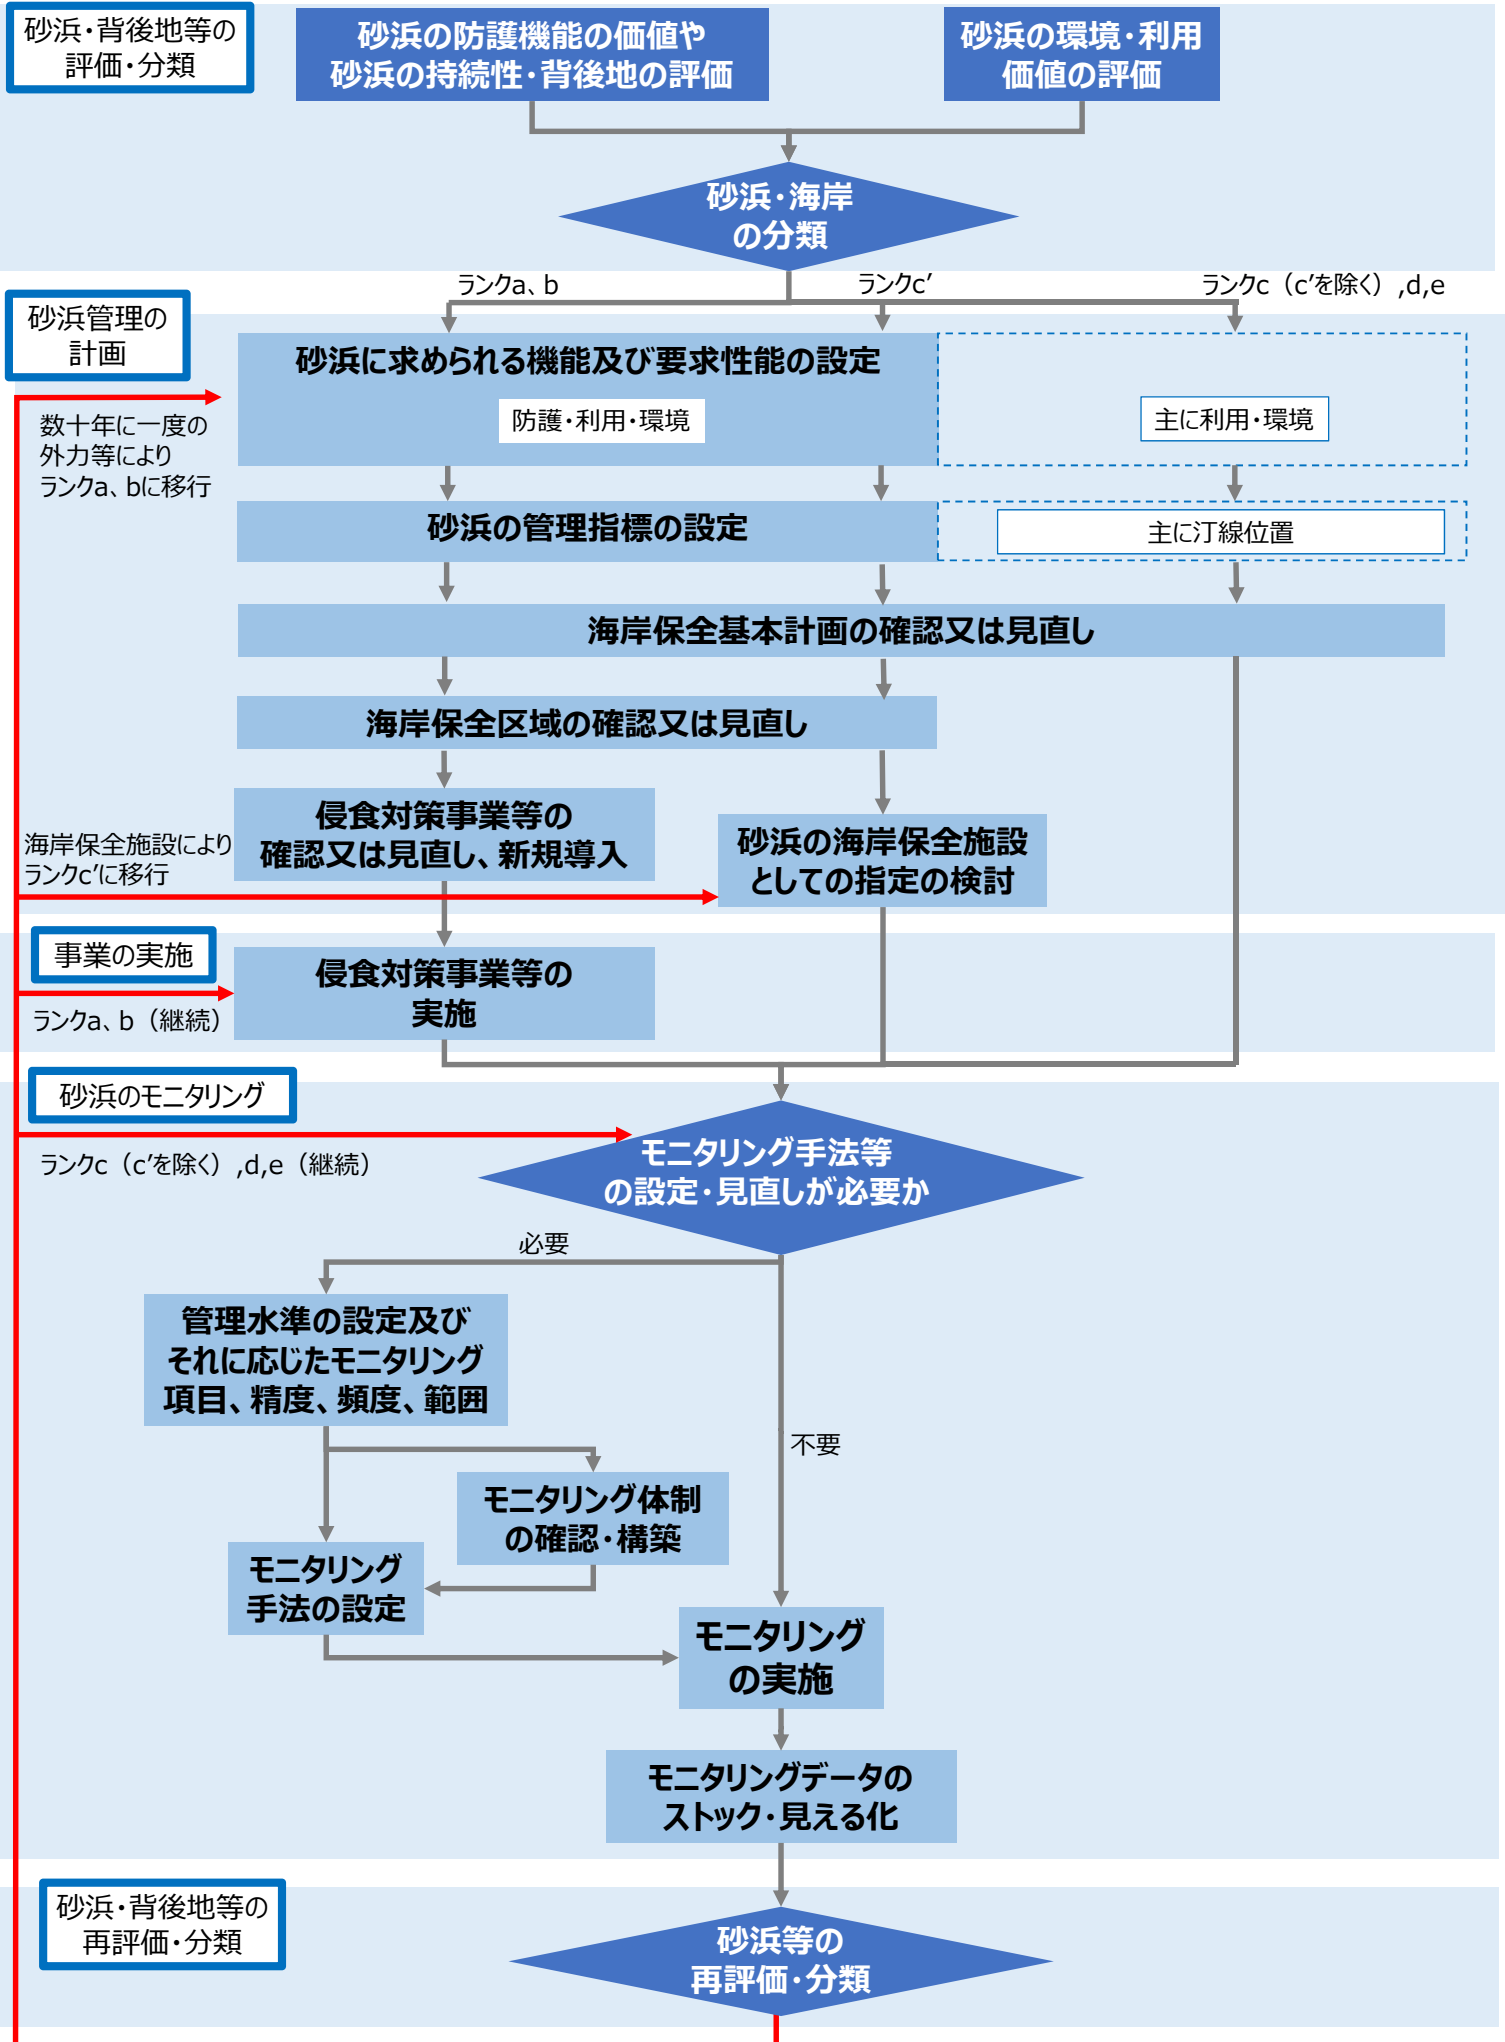 砂浜・背後地等の
評価・分類
砂浜の防護機能の価値や
砂浜の持続性・背後地の評価
砂浜の環境・利用
価値の評価
砂浜・海岸
の分類
ランクa、b
ランクc′
ランクc（c′を除く）,d,e
砂浜管理の
計画
砂浜に求められる機能及び要求性能の設定
防護・利用・環境
主に利用・環境
数十年に一度の
外力等により
ランクa、bに移行
砂浜の管理指標の設定
主に汀線位置
海岸保全基本計画の確認又は見直し
海岸保全区域の確認又は見直し
侵食対策事業等の
確認又は見直し、新規導入
砂浜の海岸保全施設
としての指定の検討
海岸保全施設により
ランクc′に移行
事業の実施
侵食対策事業等の
実施
ランクa、b（継続）
砂浜のモニタリング
モニタリング手法等
の設定・見直しが必要か
ランクc（c′を除く）,d,e（継続）
必要
管理水準の設定及び
それに応じたモニタリング
項目、精度、頻度、範囲
不要
モニタリング体制
の確認・構築
モニタリング
手法の設定
モニタリング
の実施
モニタリングデータの
ストック・見える化
砂浜・背後地等の
再評価・分類
砂浜等の
再評価・分類